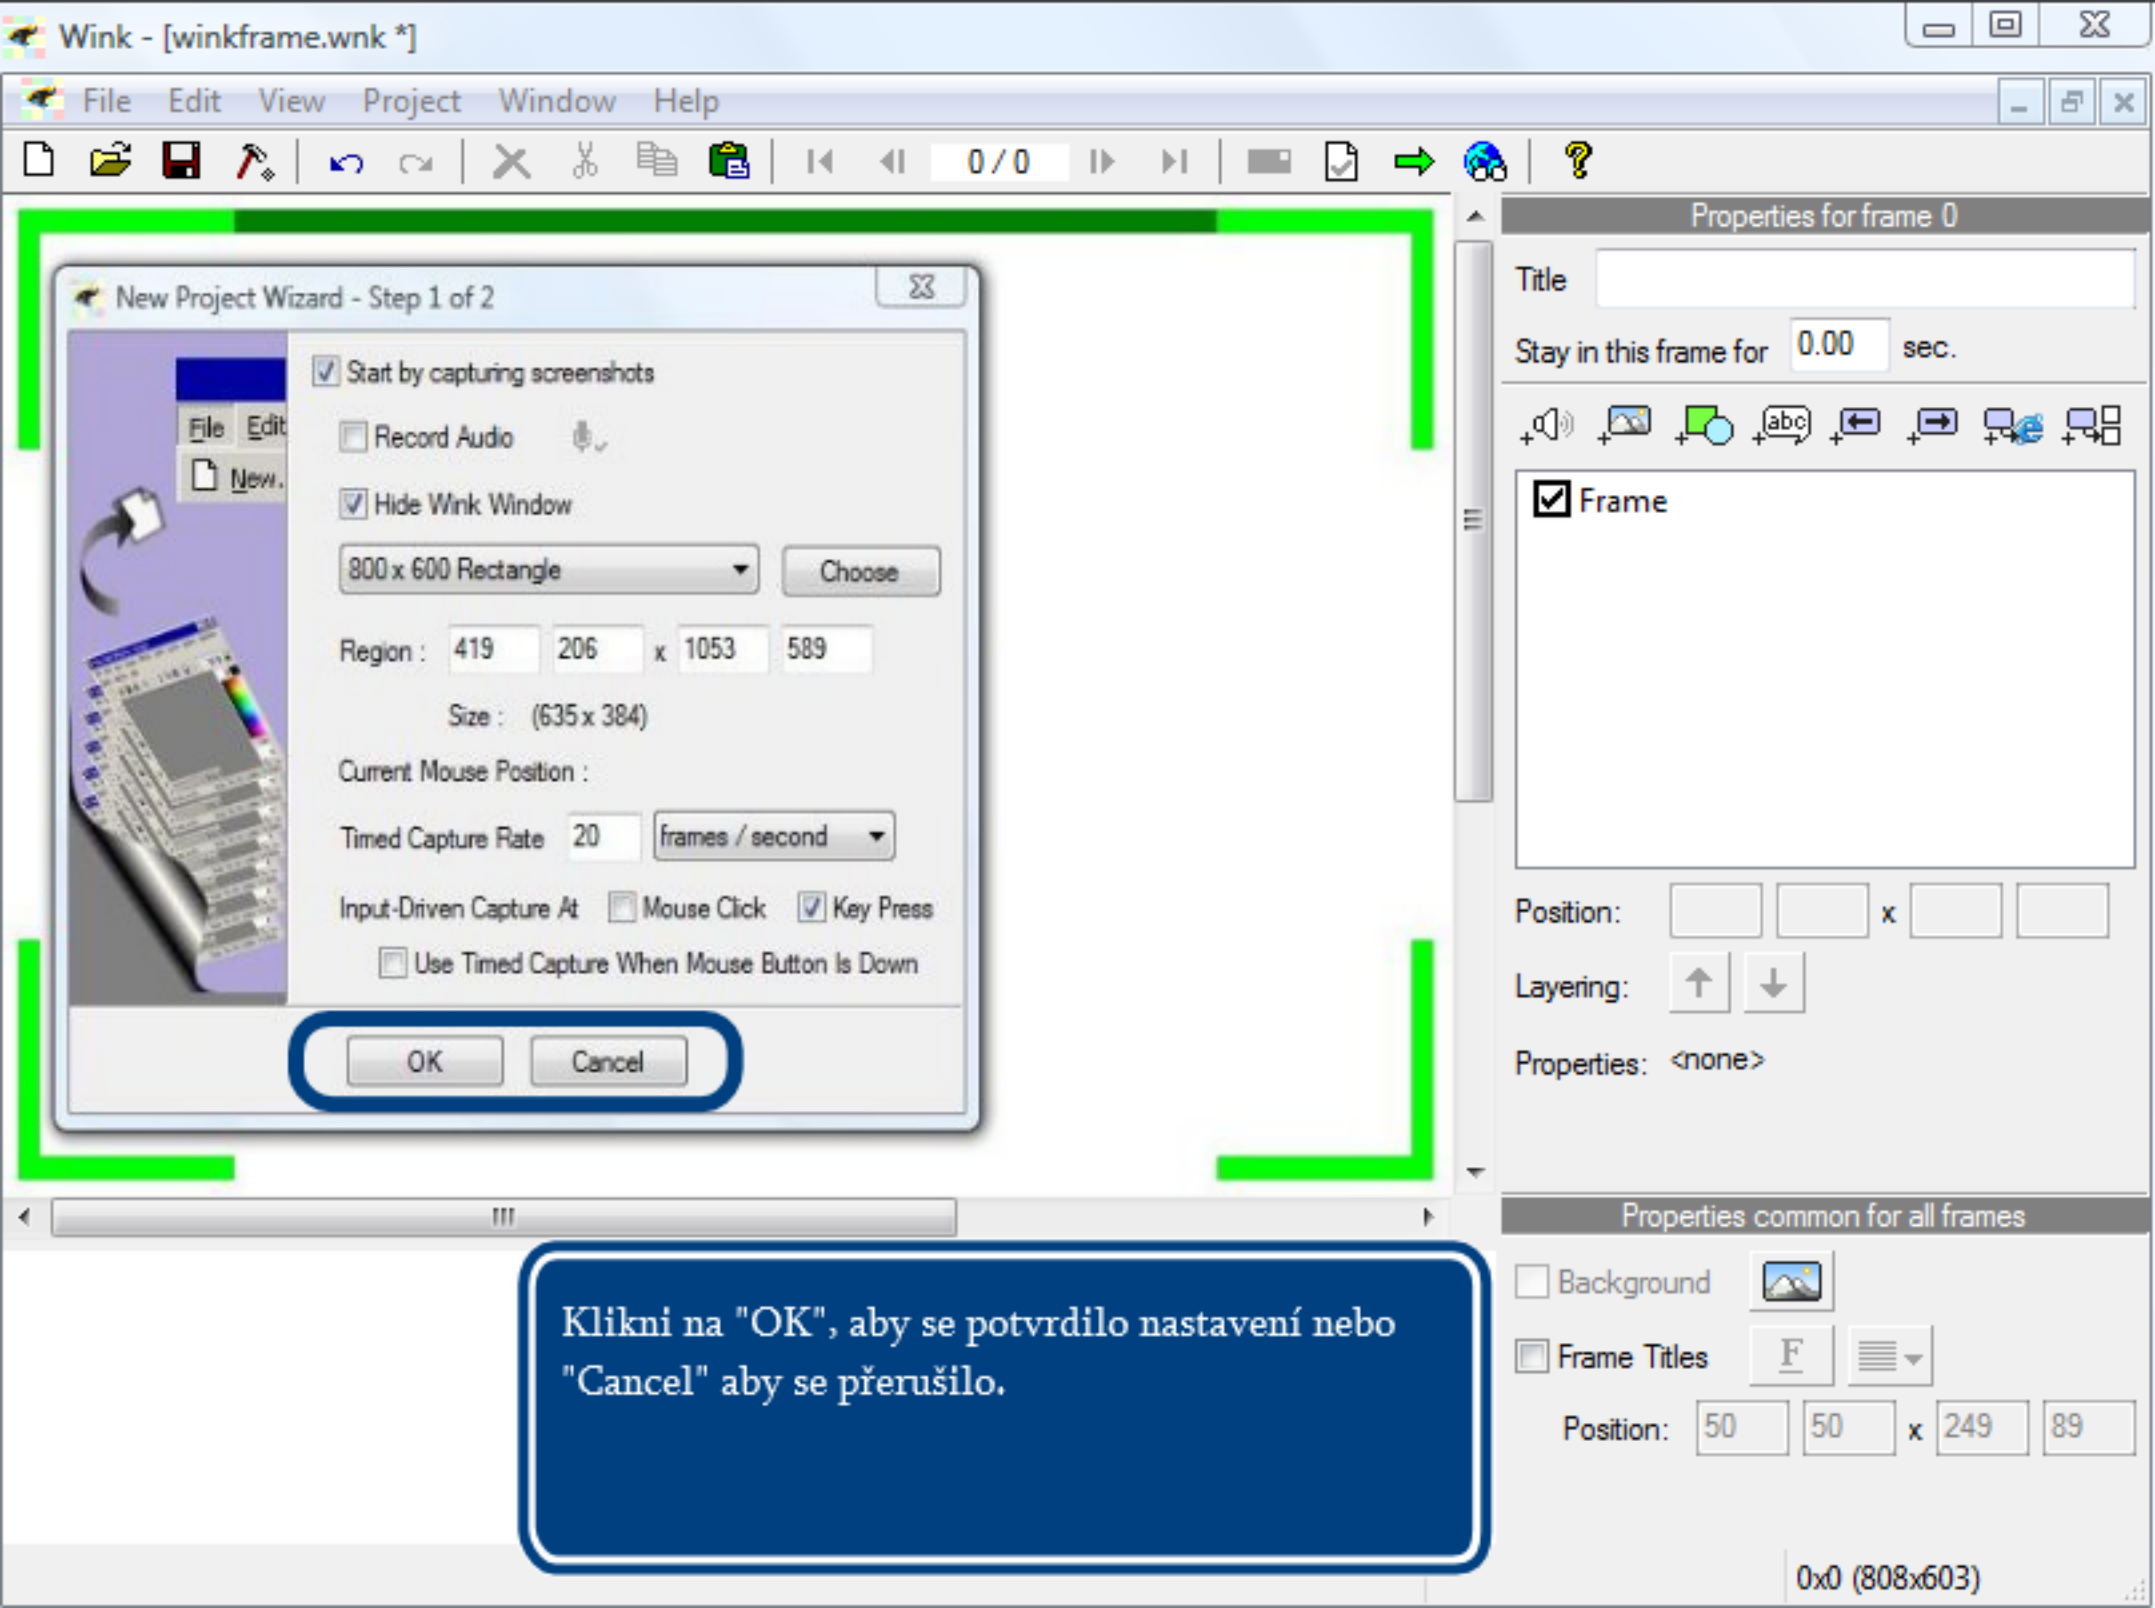 Wink - [winkframe.wnk *]
File Edit View Project Window Help
0 / 0
Properties for frame 0
Title
Stay in this frame for 0.00 sec.
Frame
Position: x
Layering:
Properties: <none>
New Project Wizard - Step 1 of 2
File Edit
New.
Start by capturing screenshots
Record Audio
Hide Wink Window
800 x 600 Rectangle Choose
Region : 419 206 x 1053 589
Size : (635 x 384)
Current Mouse Position :
Timed Capture Rate 20 frames / second
Input-Driven Capture At Mouse Click Key Press
Use Timed Capture When Mouse Button Is Down
OK Cancel
Properties common for all frames
Background
Frame Titles F
Position: 50 50 x 249 89
Klikni na "OK", aby se potvrdilo nastavení nebo
"Cancel" aby se přerušilo.
0x0 (808x603)